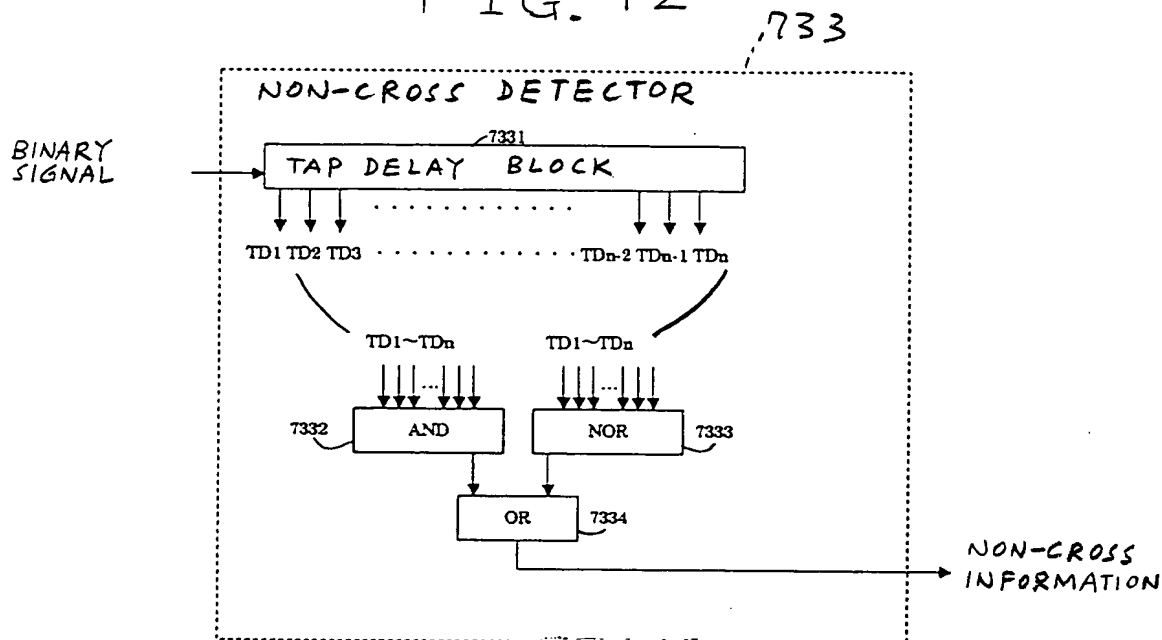 FIG. 12
733
NON-CROSS DETECTOR
7331
BINARY
SIGNAL
TAP DELAY BLOCK
TD1 TD2 TD3 TDn-2 TDn-1 TDn
TD1~TDn TD1~TDn
7332 AND NOR 7333
OR 7334
NON-CROSS
INFORMATION